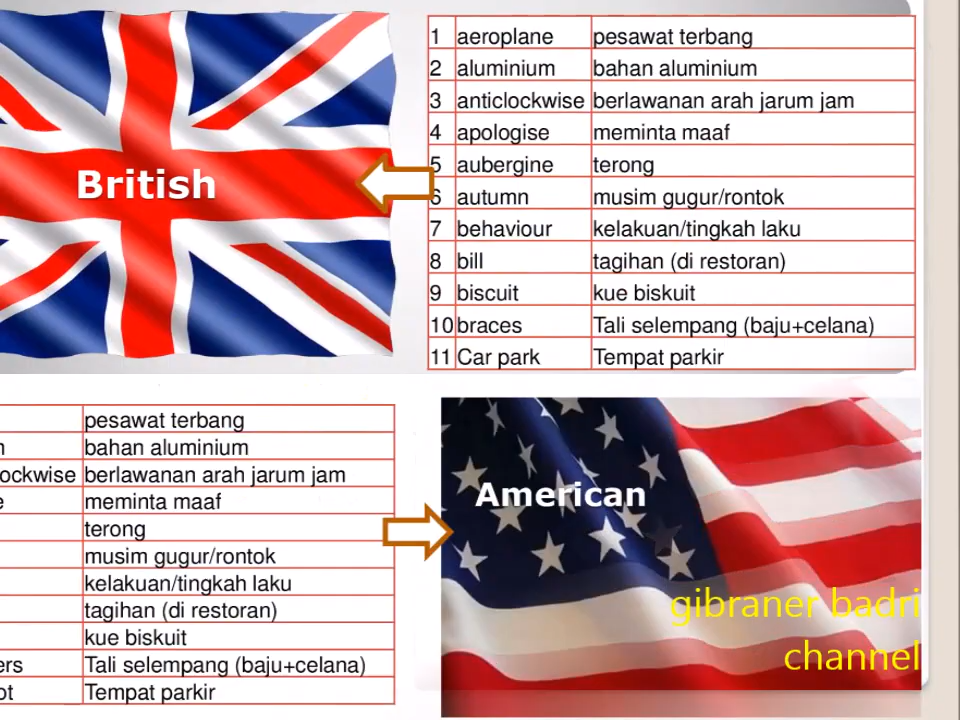 British
1 aeroplane pesawat terbang
2 aluminium bahan aluminium
3 anticlockwise berlawanan arah jarum jam
4 apologise meminta maaf
5 aubergine terong
6 autumn musim gugur/rontok
7 behaviour kelakuan/tingkah laku
8 bill tagihan (di restoran)
9 biscuit kue biskuit
10 braces Tali selempang (baju+celana)
11 Car park Tempat parkir
pesawat terbang
m bahan aluminium
lockwise berlawanan arah jarum jam
e meminta maaf
terong
musim gugur/rontok
kelakuan/tingkah laku
tagihan (di restoran)
kue biskuit
ers Tali selempang (baju+celana)
ot Tempat parkir
American
gibraner badri
channel